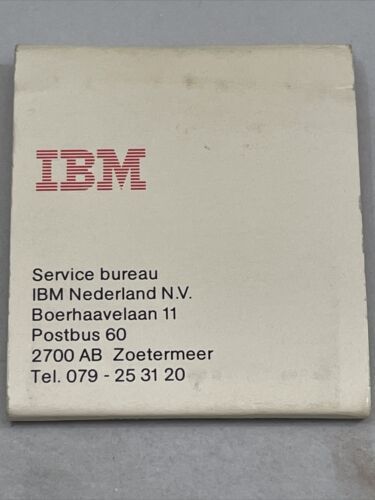 IBM
Service bureau
IBM Nederland N.V.
Boerhaavelaan 11
Postbus 60
2700 AB Zoetermeer
Tel. 079 - 25 31 20